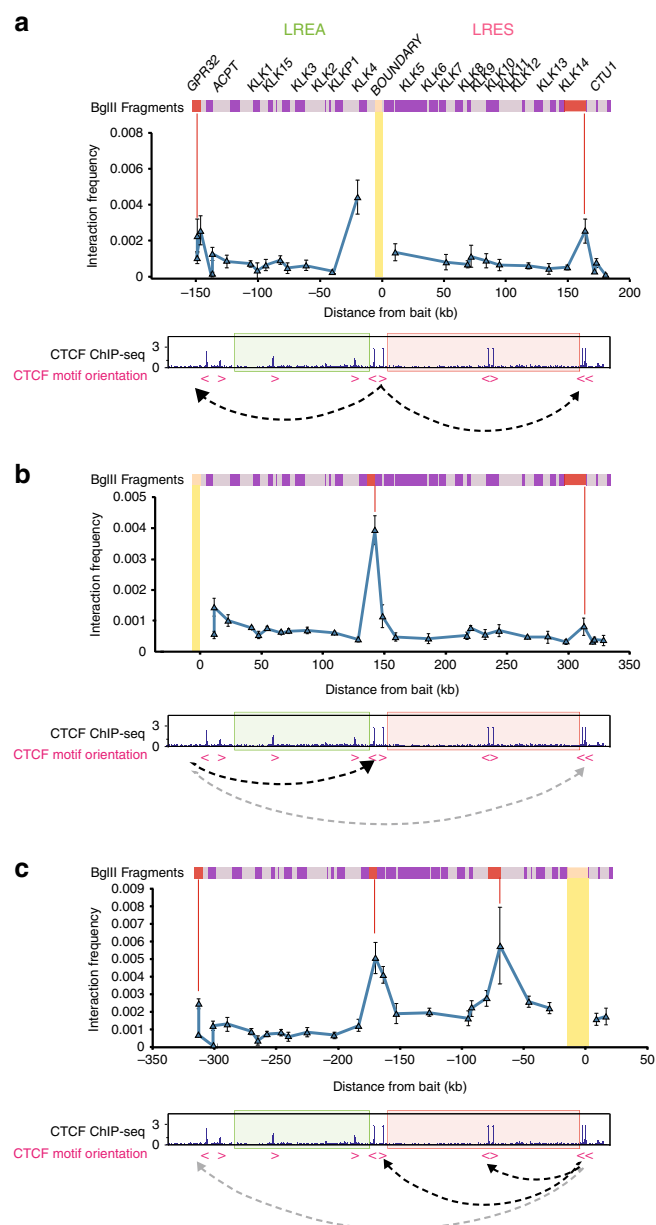 a
LREA LRES
GPR32 ACPT KLK1 KLK15 KLK3 KLK2 KLKP1 KLK4 BOUNDARY KLK5 KLK6 KLK7 KLK8 KLK9 KLK10 KLK11 KLK12 KLK13 KLK14 CTU1
BgIII Fragments
0.008
0.006
0.004
0.002
0
Interaction frequency
−150 −100 −50 0 50 100 150 200
Distance from bait (kb)
CTCF ChIP-seq 3
0
CTCF motif orientation < > > > < > < > < <
b
BgIII Fragments
0.005
0.004
0.003
0.002
0.001
0
Interaction frequency
0 50 100 150 200 250 300 350
Distance from bait (kb)
CTCF ChIP-seq 3
0
CTCF motif orientation < > > > < > < > < <
c
BgIII Fragments
0.009
0.008
0.007
0.006
0.005
0.004
0.003
0.002
0.001
0
Interaction frequency
−350 −300 −250 −200 −150 −100 −50 0 50
Distance from bait (kb)
CTCF ChIP-seq 3
0
CTCF motif orientation < > > > < > < > < <